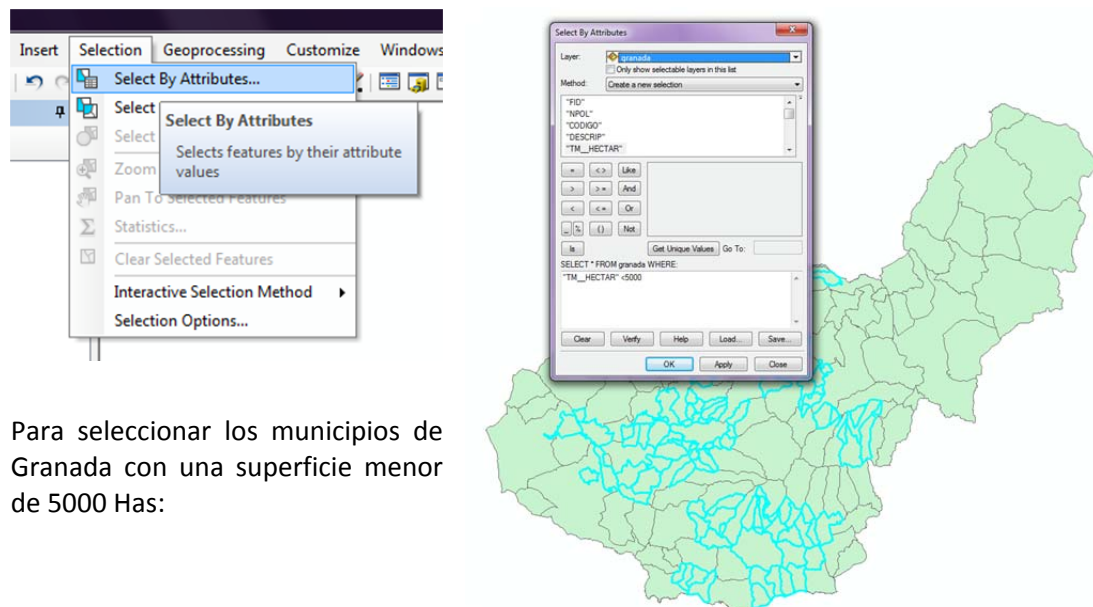 Insert Selection Geoprocessing Customize Windows
Select By Attributes...
Select
Select By Attributes
Select
Selects features by their attribute
Zoom
values
Pan To Selected Features
Statistics...
Clear Selected Features
Interactive Selection Method
Selection Options...
Para seleccionar los municipios de
Granada con una superficie menor
de 5000 Has:
Select By Attributes
Layer: granada
Only show selectable layers in this list
Method: Create a new selection
"FID"
"NPOL"
"CODIGO"
"DESCRIP"
"TM__HECTAR"
= < > Like
> > = And
< < = Or
_ % () Not
Is Get Unique Values Go To:
SELECT * FROM granada WHERE:
"TM__HECTAR" <5000
Clear Verify Help Load... Save...
OK Apply Close